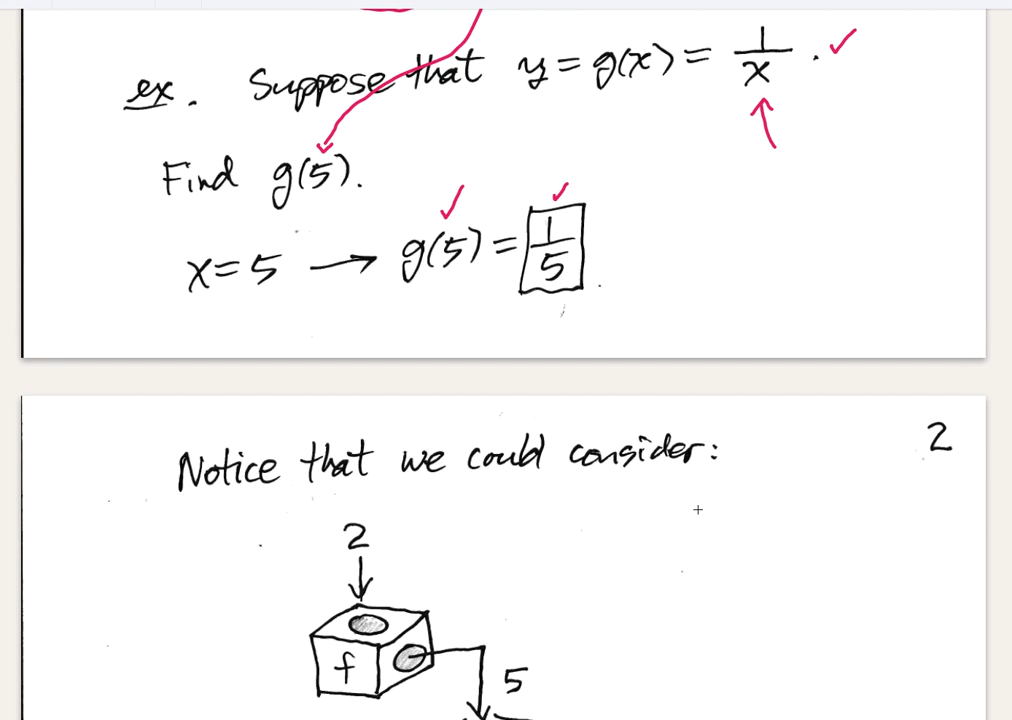 ex. Suppose that y = g(x) = 1/x .
Find g(5).
x = 5 → g(5) = 1/5 .
Notice that we could consider:
2
2
f
5